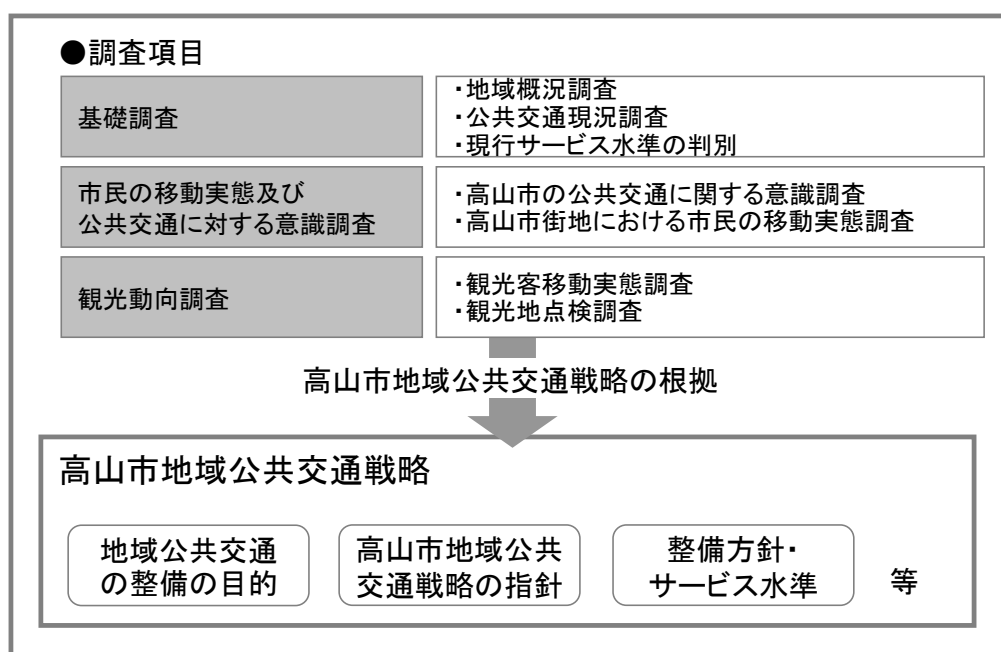 ●調査項目
基礎調査
・地域概況調査
・公共交通現況調査
・現行サービス水準の判別
市民の移動実態及び
公共交通に対する意識調査
・高山市の公共交通に関する意識調査
・高山市街地における市民の移動実態調査
観光動向調査
・観光客移動実態調査
・観光地点検調査
高山市地域公共交通戦略の根拠
高山市地域公共交通戦略
地域公共交通
の整備の目的
高山市地域公共
交通戦略の指針
整備方針・
サービス水準
等